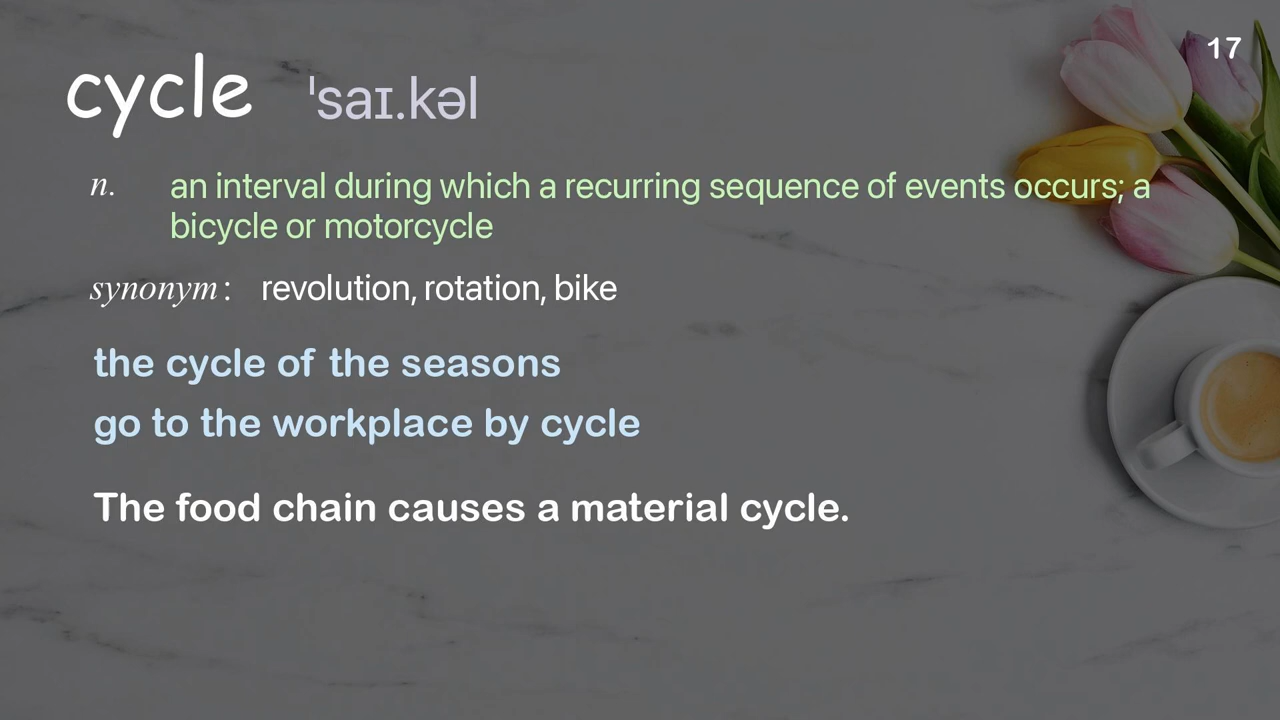 17
cycle ˈsaɪ.kəl
n. an interval during which a recurring sequence of events occurs; a
bicycle or motorcycle
synonym: revolution, rotation, bike
the cycle of the seasons
go to the workplace by cycle
The food chain causes a material cycle.